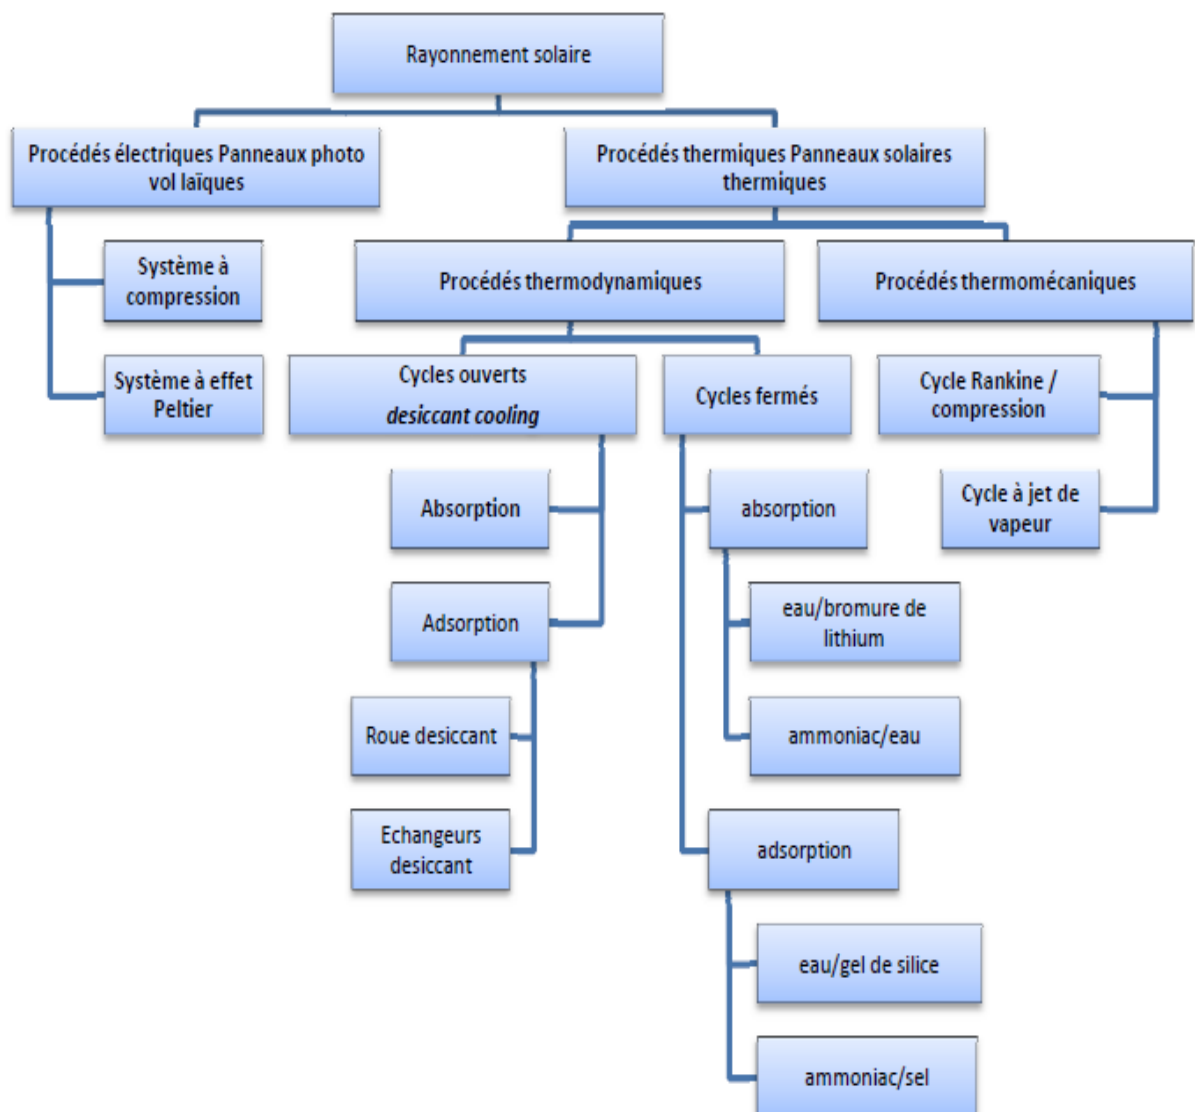 Rayonnement solaire
Procédés électriques Panneaux photo
vol laïques
Procédés thermiques Panneaux solaires
thermiques
Système à
compression
Système à effet
Peltier
Procédés thermodynamiques
Procédés thermomécaniques
Cycles ouverts
desiccant cooling
Cycles fermés
Cycle Rankine /
compression
Cycle à jet de
vapeur
Absorption
Adsorption
Roue desiccant
Echangeurs
desiccant
absorption
eau/bromure de
lithium
ammoniac/eau
adsorption
eau/gel de silice
ammoniac/sel